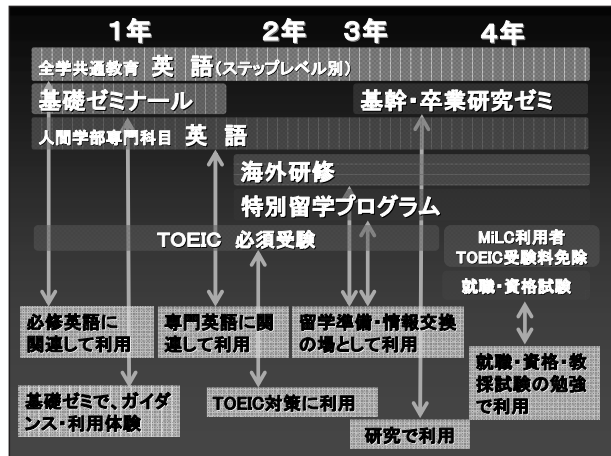 1年 2年 3年 4年
全学共通教育 英 語(ステップレベル別)
基礎ゼミナール
基幹・卒業研究ゼミ
人間学部専門科目 英 語
海外研修
特別留学プログラム
TOEIC 必須受験
MiLC利用者
TOEIC受験料免除
就職・資格試験
必修英語に
関連して利用
専門英語に関
連して利用
留学準備・情報交換
の場として利用
就職・資格・教
採試験の勉強
で利用
基礎ゼミで、ガイダ
ンス・利用体験
TOEIC対策に利用
研究で利用